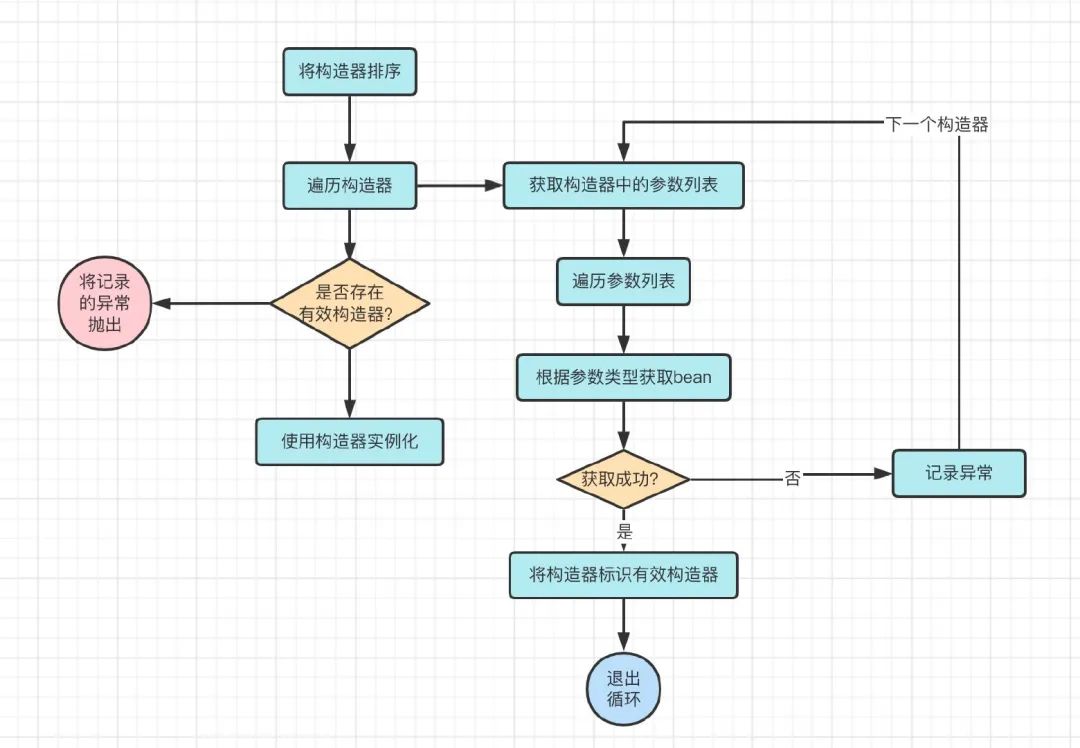 将构造器排序
下一个构造器
遍历构造器
获取构造器中的参数列表
将记录
的异常
抛出
是否存在
有效构造器?
遍历参数列表
根据参数类型获取bean
使用构造器实例化
获取成功?
否
记录异常
是
将构造器标识有效构造器
退出
循环